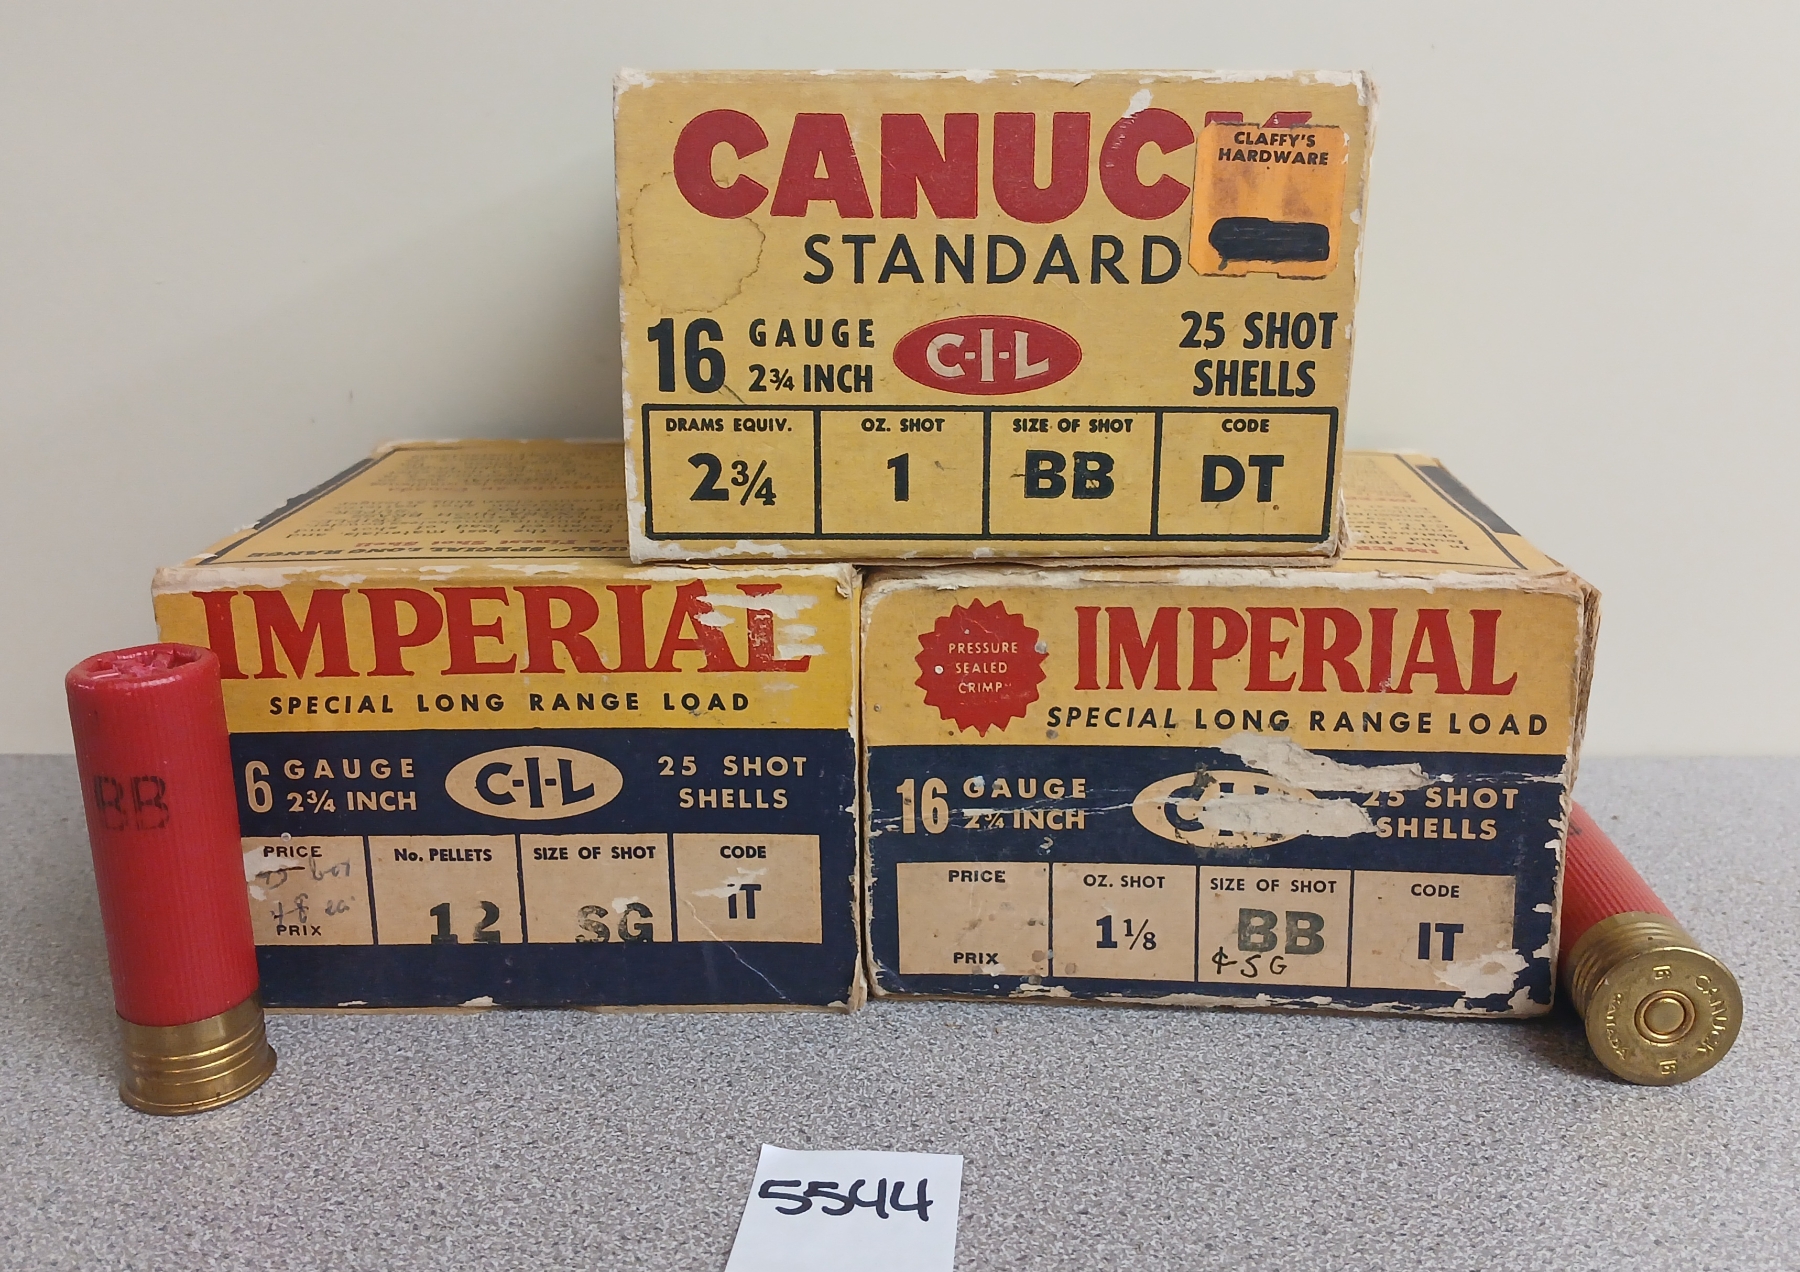 CANUC
CLAFFY'S
HARDWARE
STANDARD
16 GAUGE
2¾ INCH
C-I-L
25 SHOT
SHELLS
DRAMS EQUIV.
2¾
OZ. SHOT
1
SIZE OF SHOT
BB
CODE
DT
IMPERIAL
SPECIAL LONG RANGE LOAD
6 GAUGE
2¾ INCH
C-I-L
25 SHOT
SHELLS
PRICE
48 ea
PRIX
No. PELLETS
12
SIZE OF SHOT
SG
CODE
IT
PRESSURE
SEALED
CRIMP
IMPERIAL
SPECIAL LONG RANGE LOAD
16 GAUGE
2¾ INCH
25 SHOT
SHELLS
PRICE
PRIX
OZ. SHOT
1⅛
SIZE OF SHOT
BB
& SG
CODE
IT
BB
CANUCK
5544